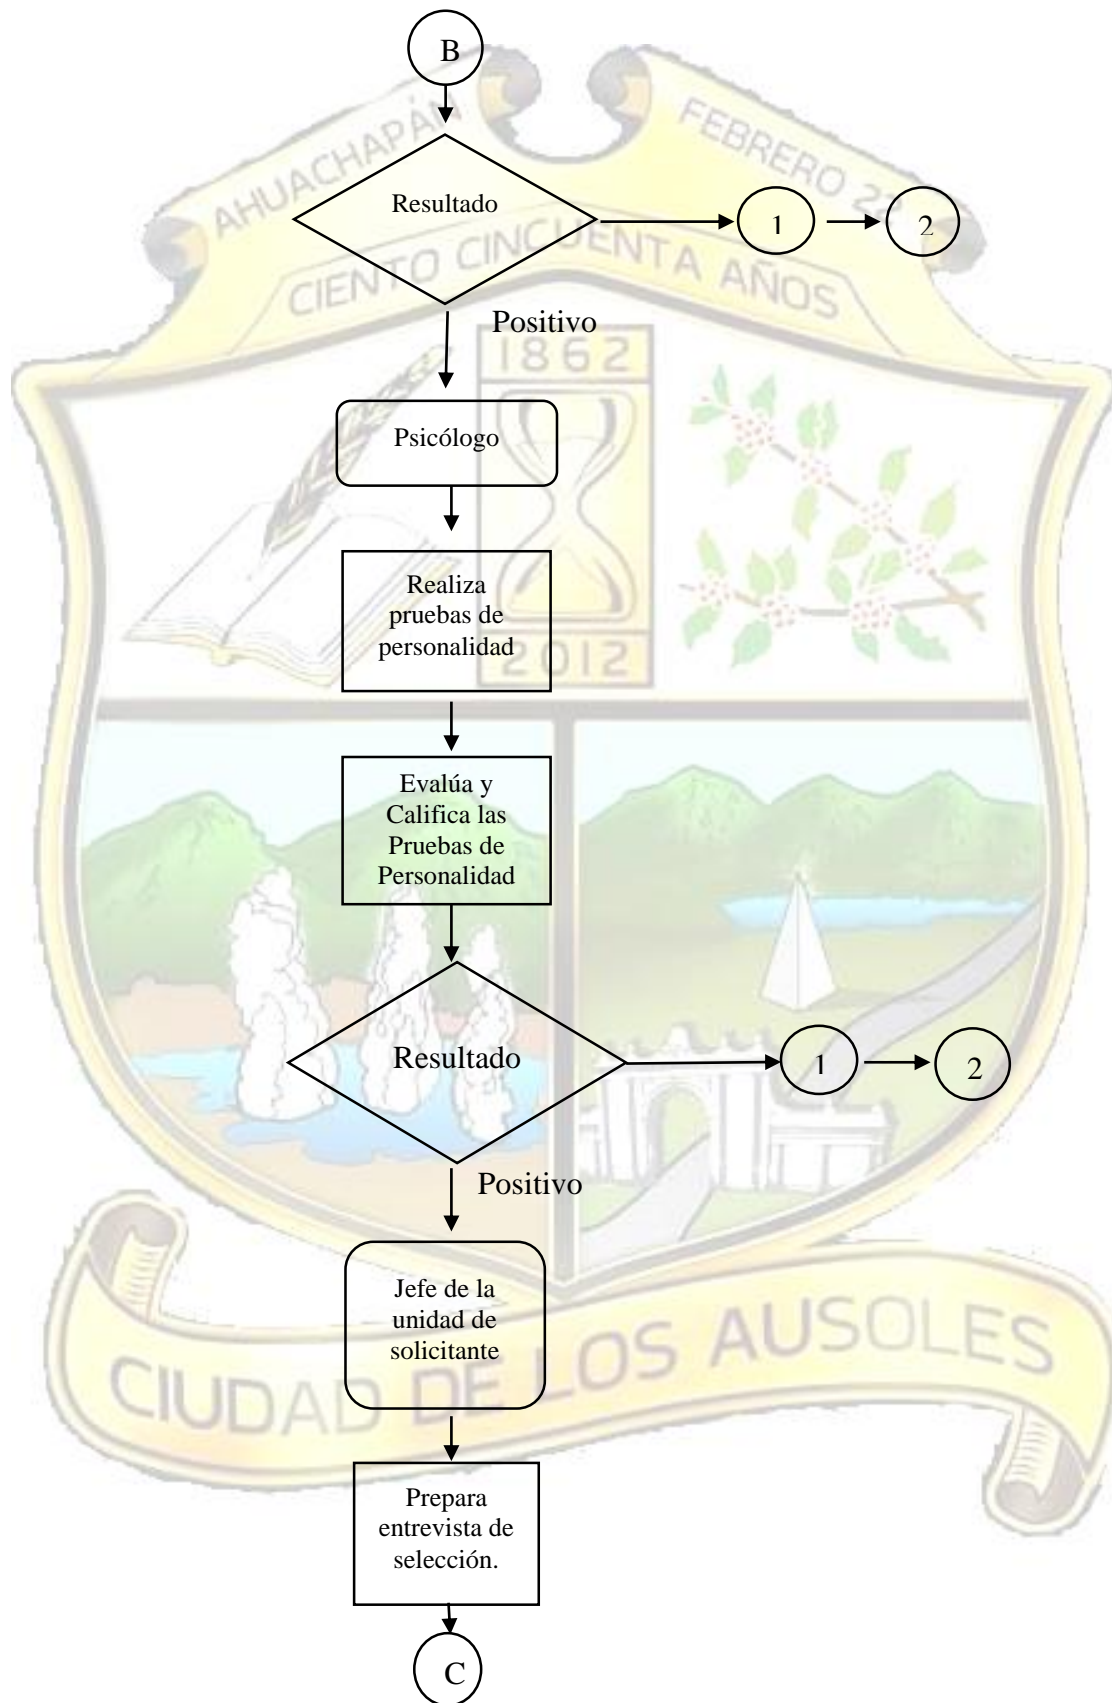 B
AHUACHAPÁN
FEBRERO 22
Resultado
1
2
CIENTO CINCUENTA AÑOS
Positivo
1862
Psicólogo
Realiza
pruebas de
personalidad
2012
Evalúa y
Califica las
Pruebas de
Personalidad
Resultado
1
2
Positivo
Jefe de la
unidad de
solicitante
CIUDAD DE LOS AUSOLES
Prepara
entrevista de
selección.
C